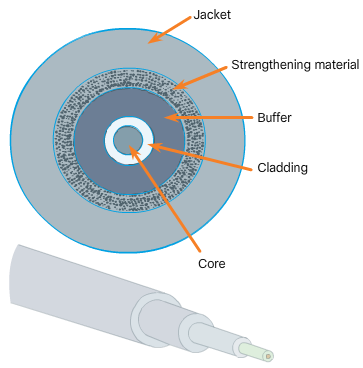 Jacket
Strengthening material
Buffer
Cladding
Core